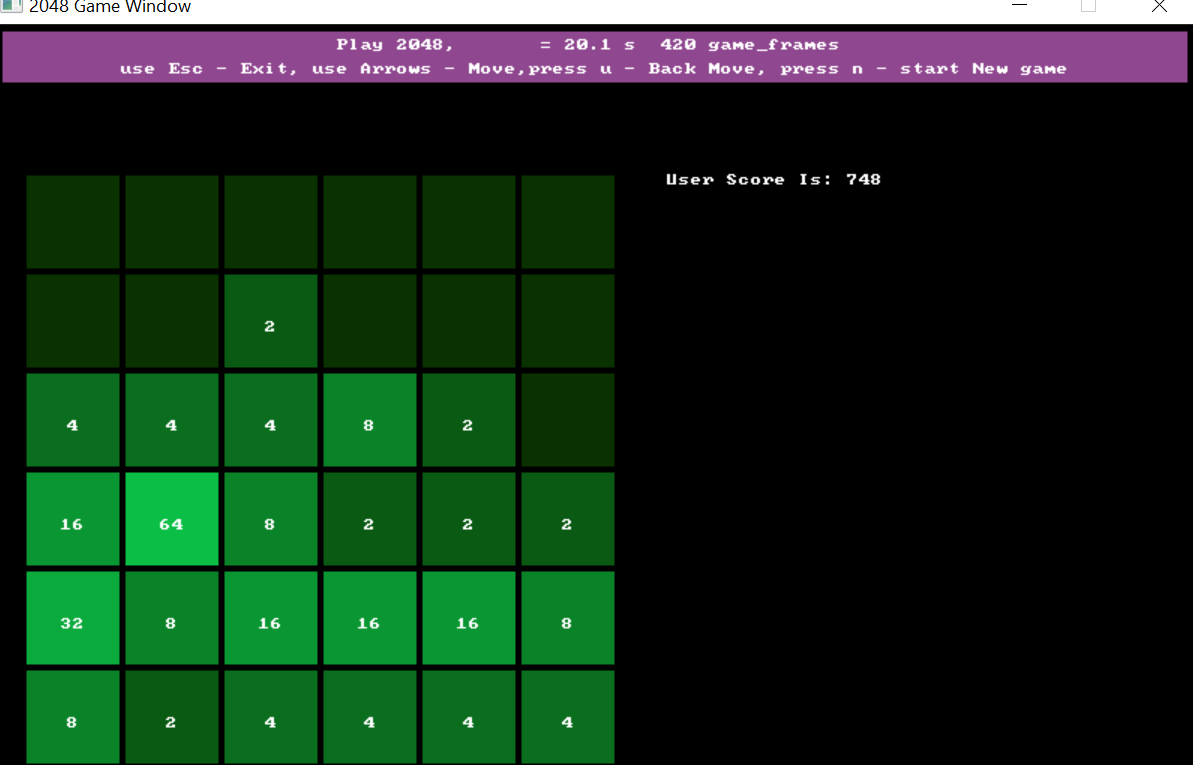 2048 Game Window
Play 2048, = 20.1 s 420 game_frames
use Esc - Exit, use Arrows - Move,press u - Back Move, press n - start New game
User Score Is: 748
2
4 4 4 8 2
16 64 8 2 2 2
32 8 16 16 16 8
8 2 4 4 4 4